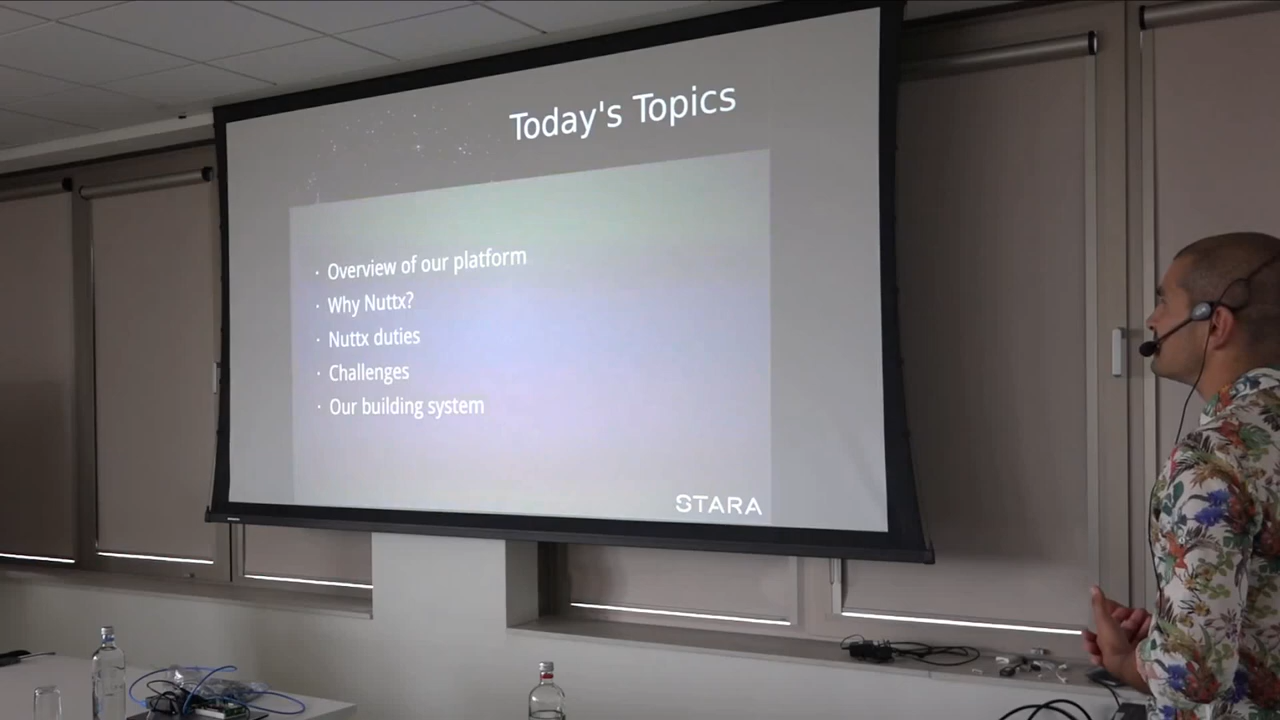 Today's Topics
· Overview of our platform
· Why Nuttx?
· Nuttx duties
· Challenges
· Our building system
STARA